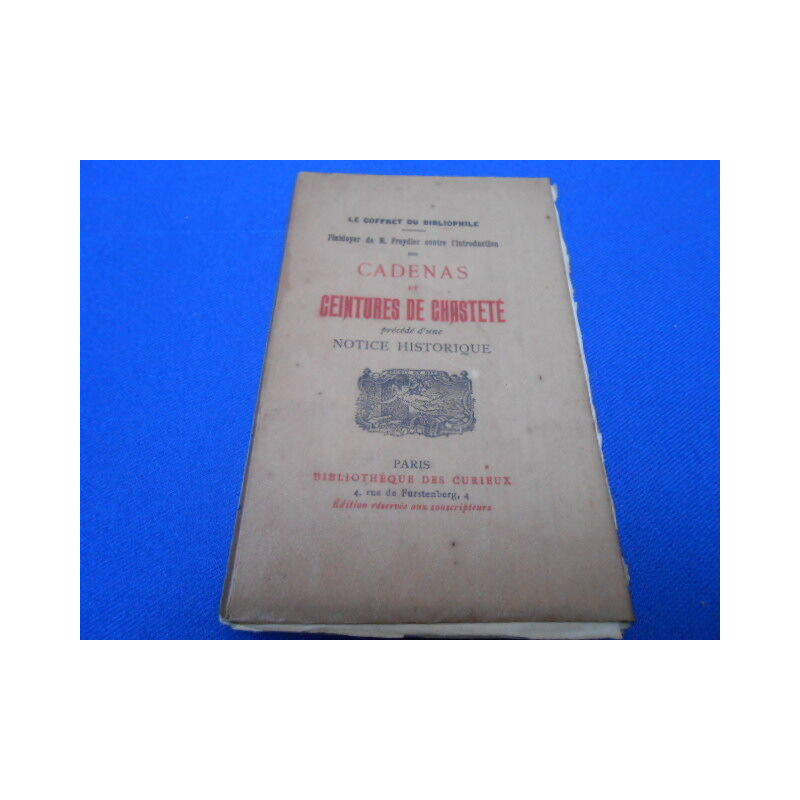 LE COFFRET DU BIBLIOPHILE
Plaidoyer de M. Freydier contre l'introduction
DES
CADENAS
ET
CEINTURES DE CHASTETÉ
précédé d'une
NOTICE HISTORIQUE
PARIS
BIBLIOTHÈQUE DES CURIEUX
4, rue de Furstenberg, 4
Édition réservée aux souscripteurs